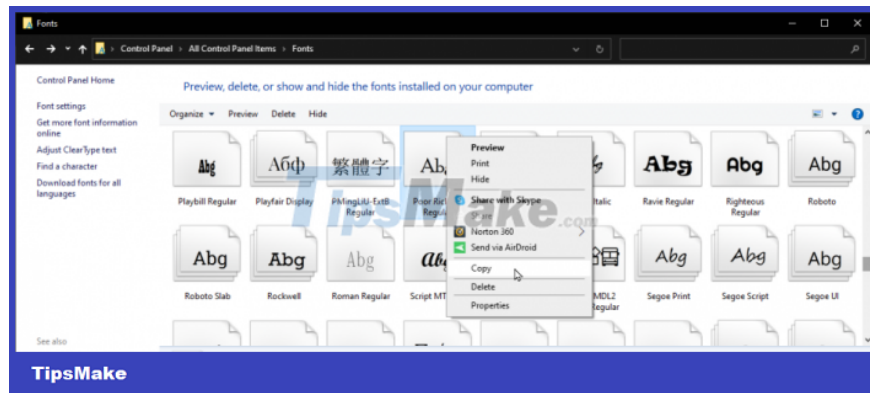 Fonts
Control Panel > All Control Panel Items > Fonts
Control Panel Home
Font settings
Get more font information
online
Adjust ClearType text
Find a character
Download fonts for all
languages
See also
Preview, delete, or show and hide the fonts installed on your computer
Organize Preview Delete Hide
Abg Абф 繁體字 Ab Abg Abg Abg
Playbill Regular Playfair Display PMingLiU-ExtB
Regular Poor Ric
Regul Italic Ravie Regular Righteous
Regular Roboto
Abg Abg Abg Abg Abg Abg
Roboto Slab Rockwell Roman Regular Script MT MDL2
Regular Segoe Print Segoe Script Segoe UI
Preview
Print
Hide
Share with Skype
Share
Norton 360
Send via AirDroid
Copy
Delete
Properties
TipsMake.com
TipsMake